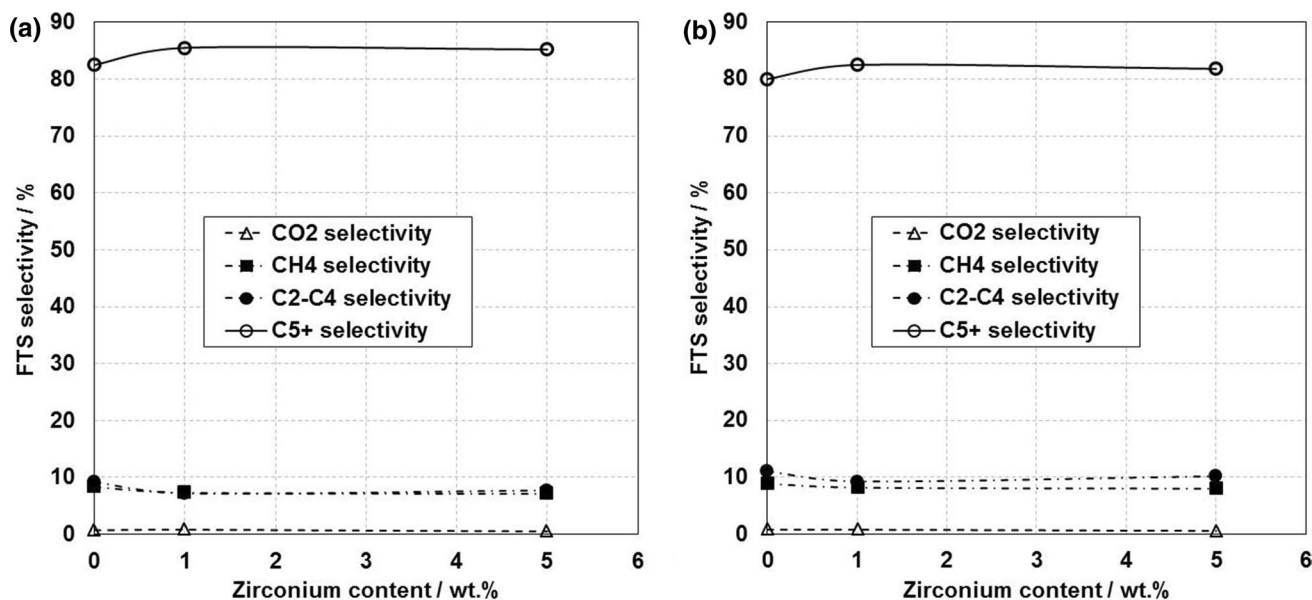 (a)
FTS selectivity / %
90
80
70
60
50
40
30
20
10
0
CO2 selectivity
CH4 selectivity
C2-C4 selectivity
C5+ selectivity
0 1 2 3 4 5 6
Zirconium content / wt.%
(b)
FTS selectivity / %
90
80
70
60
50
40
30
20
10
0
CO2 selectivity
CH4 selectivity
C2-C4 selectivity
C5+ selectivity
0 1 2 3 4 5 6
Zirconium content / wt.%